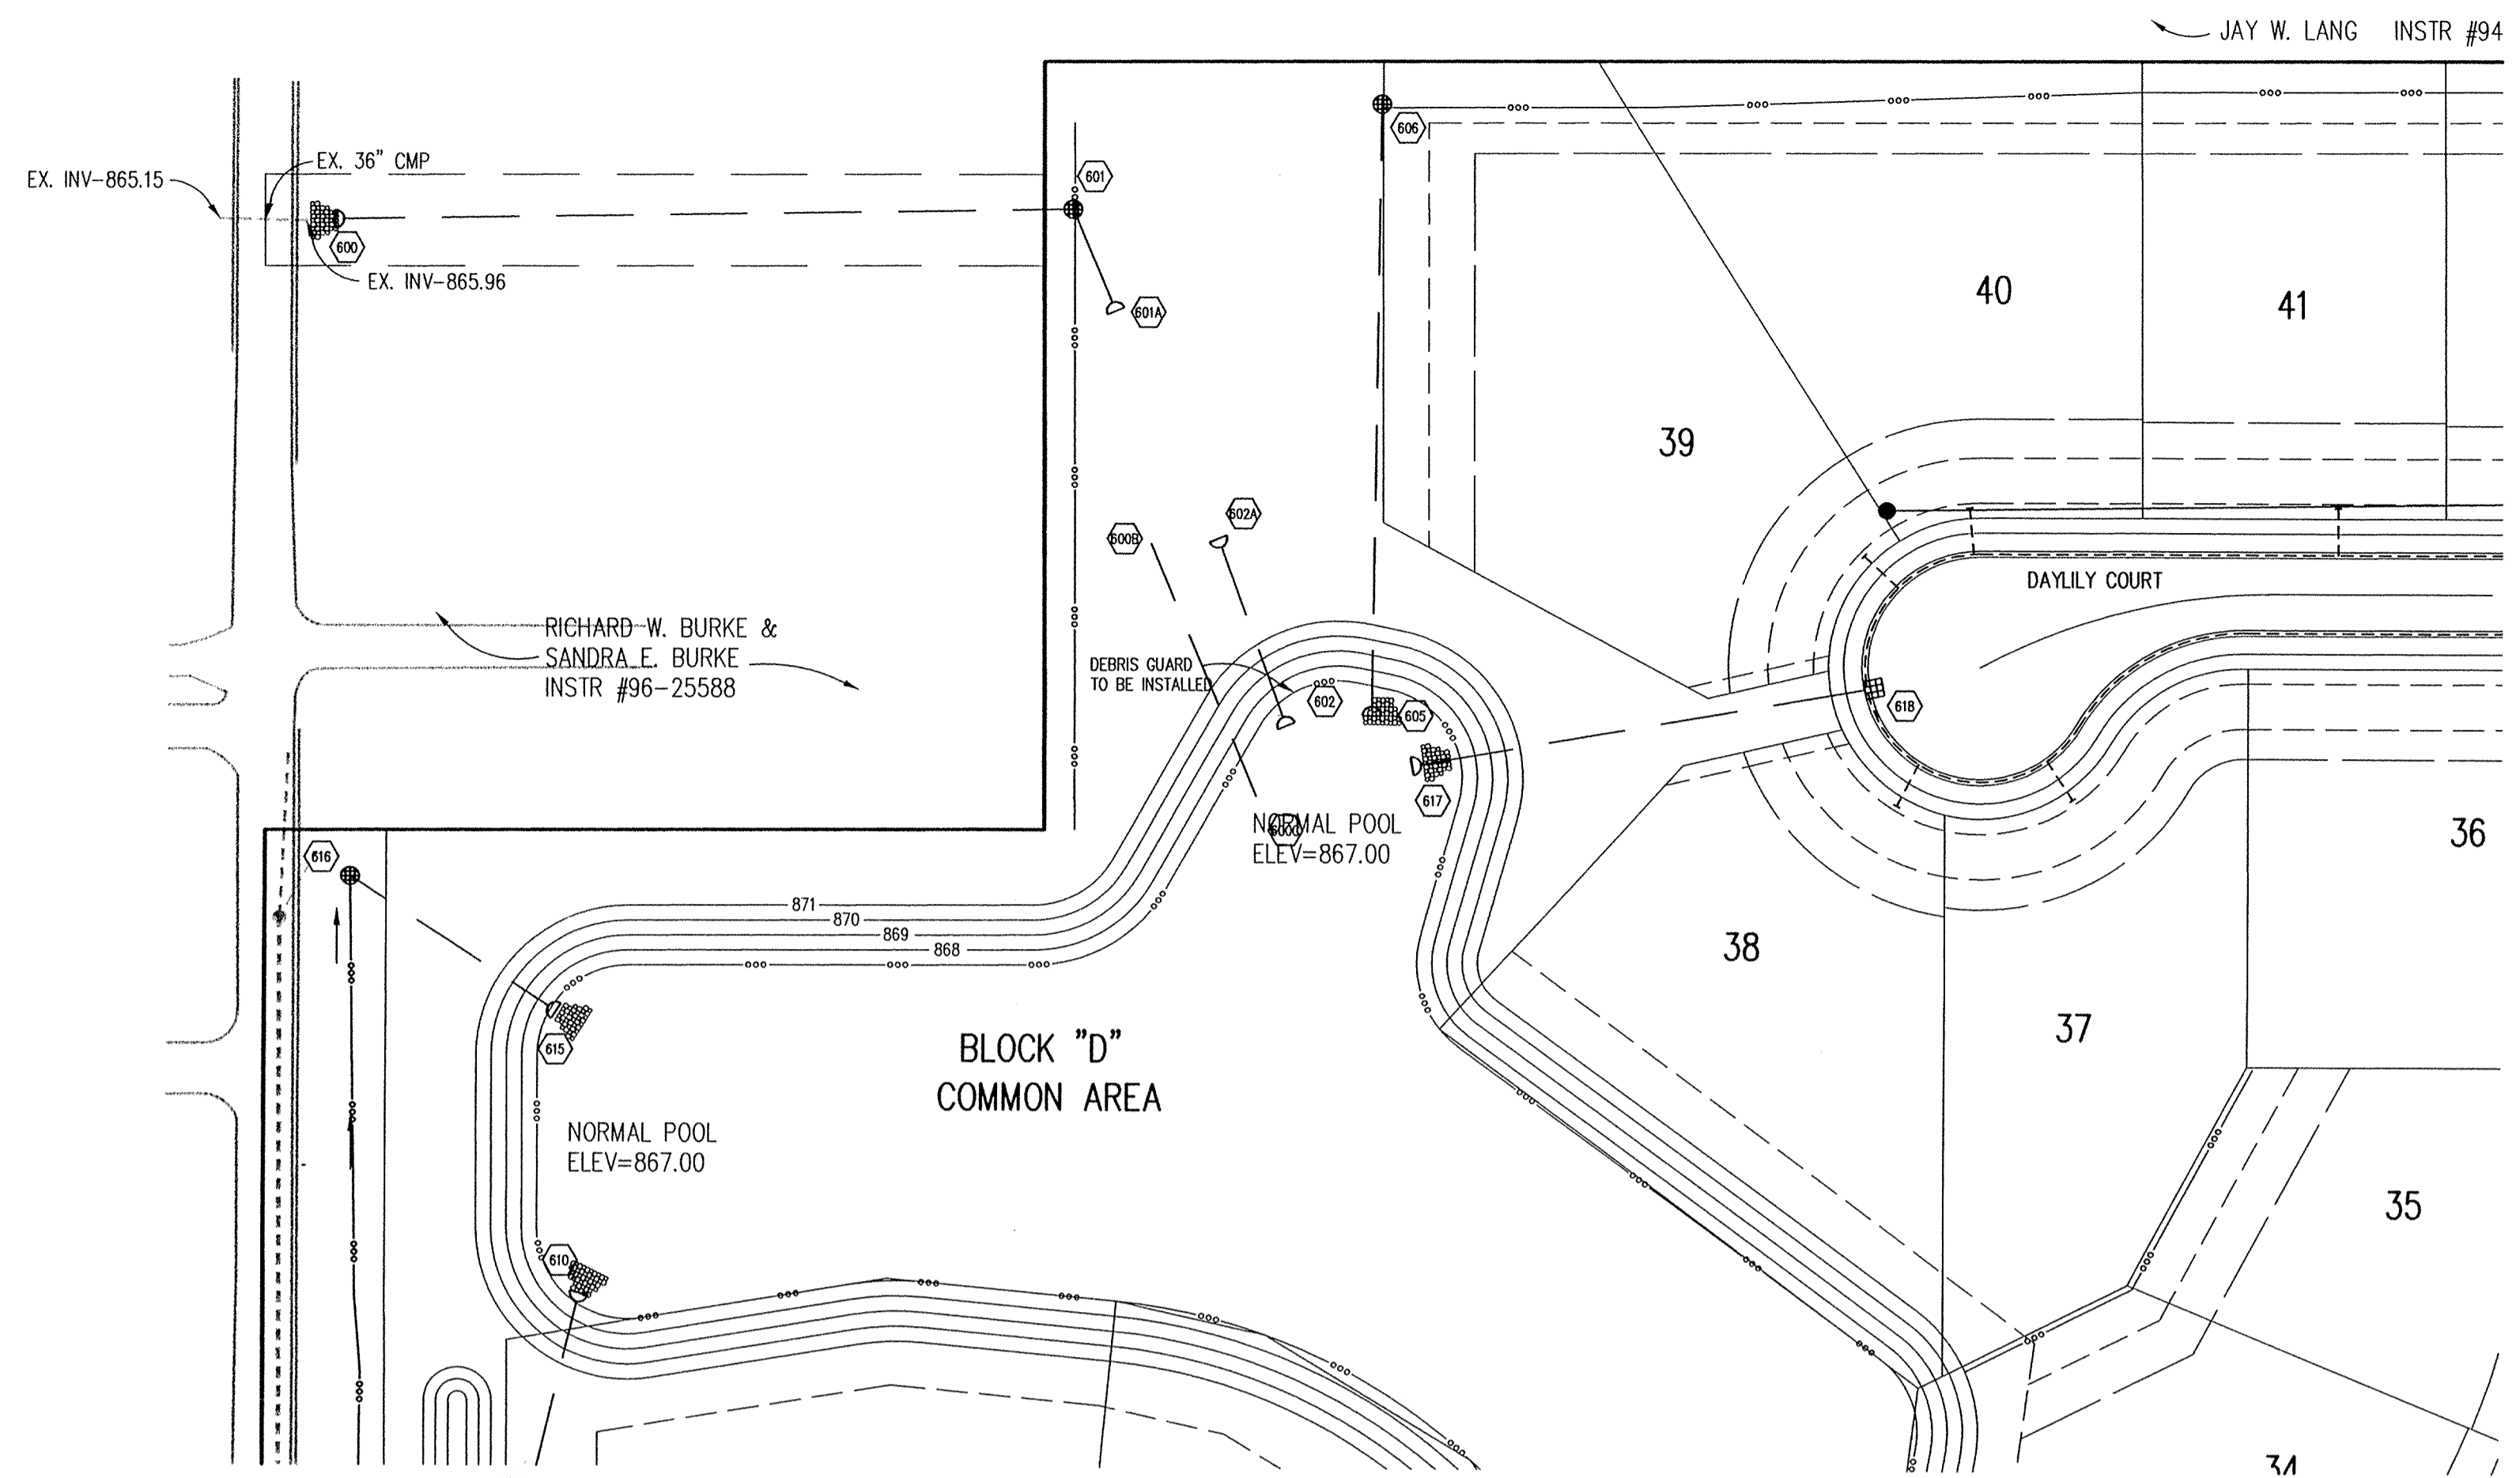 JAY W. LANG INSTR #94
606
EX. 36" CMP
EX. INV-865.15
601
600
EX. INV-865.96
601A
40
41
39
602A
600B
DAYLILY COURT
RICHARD W. BURKE &
SANDRA E. BURKE
INSTR #96-25588
DEBRIS GUARD
TO BE INSTALLED
602
605
618
617
NORMAL POOL
ELEV=867.00
36
616
871
870
869
868
38
37
615
BLOCK "D"
COMMON AREA
NORMAL POOL
ELEV=867.00
35
610
34